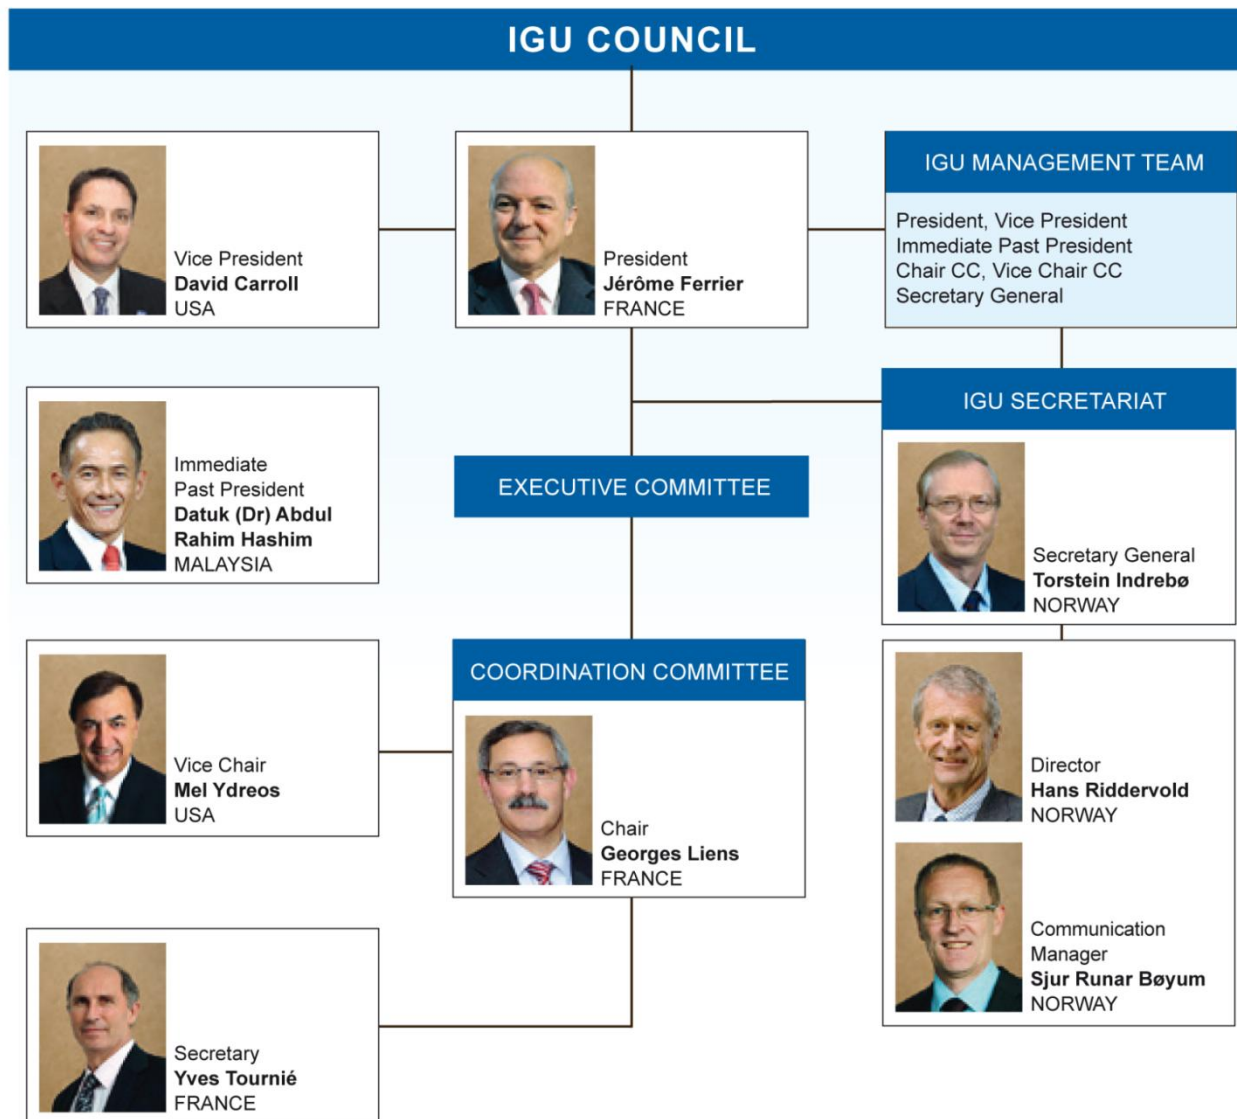 IGU COUNCIL
Vice President
David Carroll
USA
President
Jérôme Ferrier
FRANCE
IGU MANAGEMENT TEAM
President, Vice President
Immediate Past President
Chair CC, Vice Chair CC
Secretary General
Immediate
Past President
Datuk (Dr) Abdul
Rahim Hashim
MALAYSIA
EXECUTIVE COMMITTEE
IGU SECRETARIAT
Secretary General
Torstein Indrebø
NORWAY
Vice Chair
Mel Ydreos
USA
COORDINATION COMMITTEE
Chair
Georges Liens
FRANCE
Director
Hans Riddervold
NORWAY
Communication
Manager
Sjur Runar Bøyum
NORWAY
Secretary
Yves Tournié
FRANCE